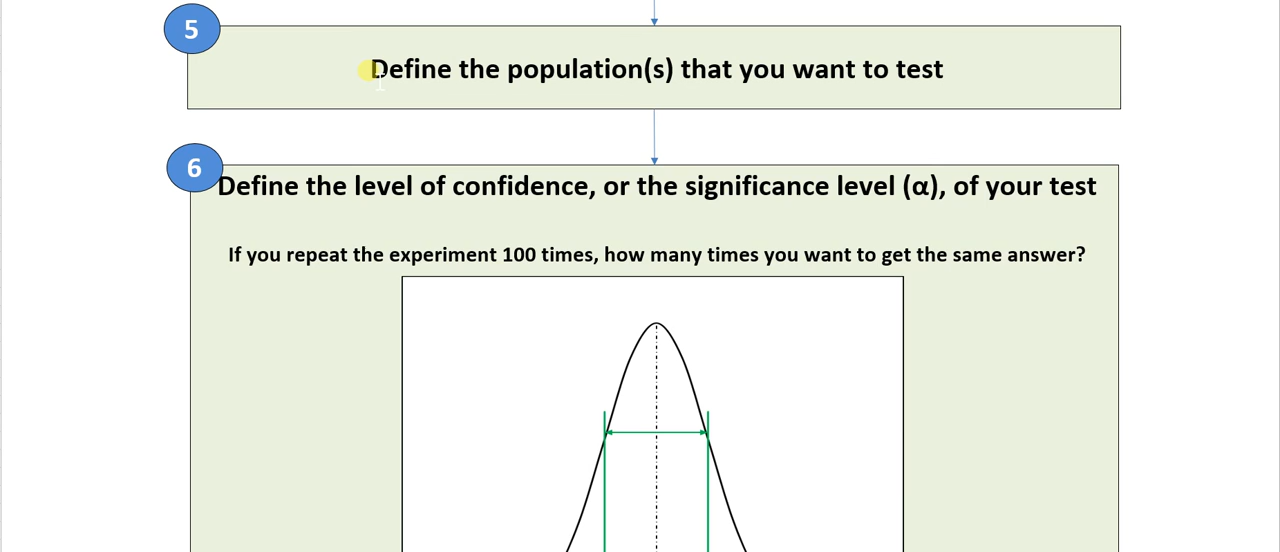 5
Define the population(s) that you want to test
6
Define the level of confidence, or the significance level (α), of your test
If you repeat the experiment 100 times, how many times you want to get the same answer?